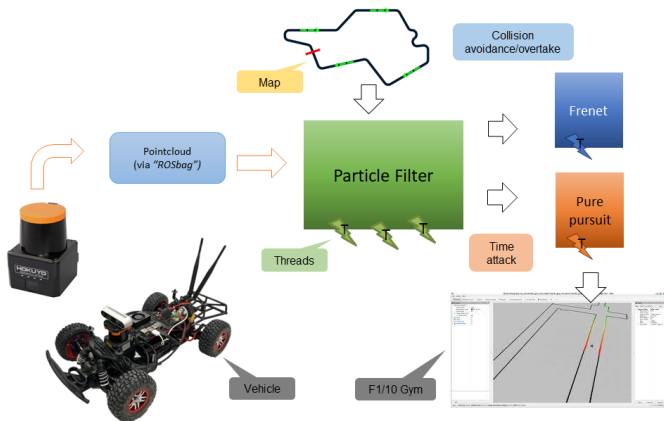 Collision
avoidance/overtake
Map
Frenet
T
Pointcloud
(via "ROSbag")
Particle Filter
Pure
pursuit
T
T T T
Threads
Time
attack
HOKUYO
Vehicle
F1/10 Gym